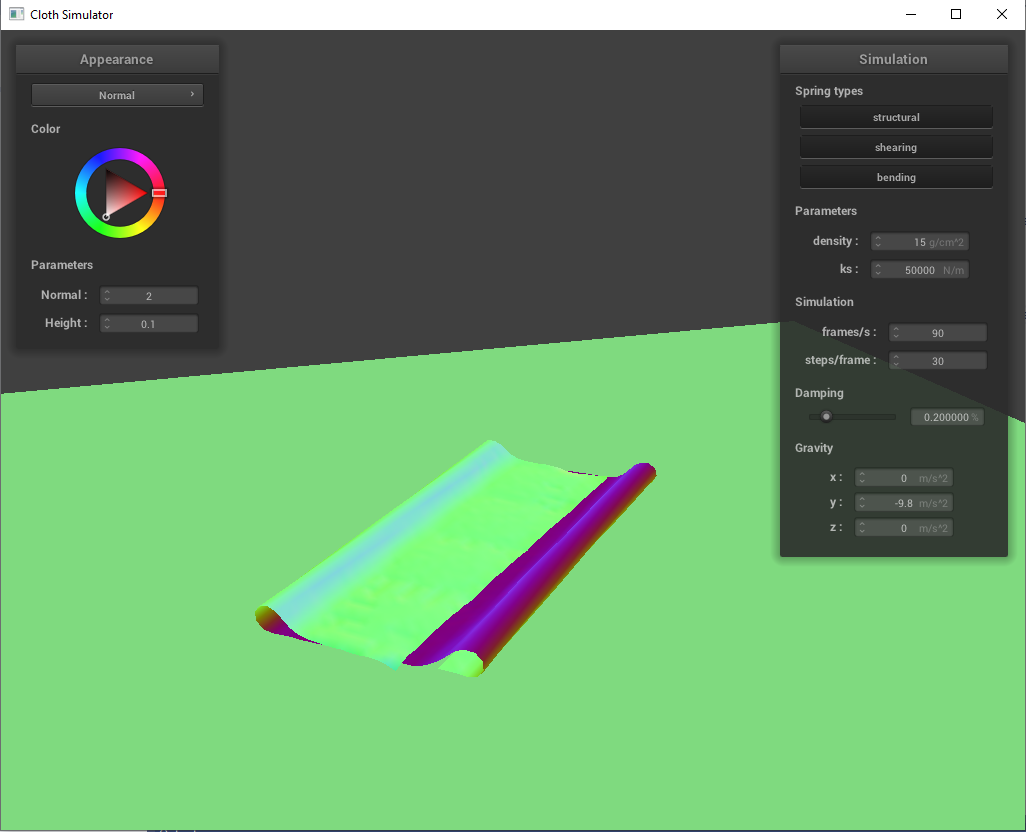 Cloth Simulator
Appearance
Normal
Color
Parameters
Normal : 2
Height : 0.1
Simulation
Spring types
structural
shearing
bending
Parameters
density : 15 g/cm^2
ks : 50000 N/m
Simulation
frames/s : 90
steps/frame : 30
Damping
0.200000 %
Gravity
x : 0 m/s^2
y : -9.8 m/s^2
z : 0 m/s^2